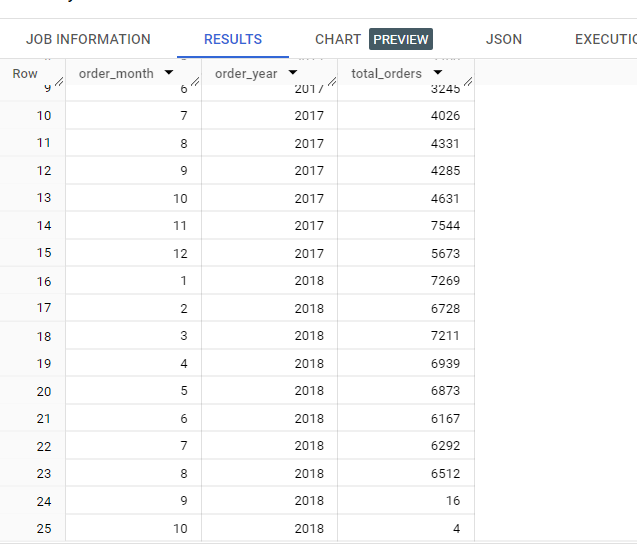 JOB INFORMATION RESULTS CHART PREVIEW JSON EXECUTIO
Row order_month order_year total_orders
9 6 2017 3245
10 7 2017 4026
11 8 2017 4331
12 9 2017 4285
13 10 2017 4631
14 11 2017 7544
15 12 2017 5673
16 1 2018 7269
17 2 2018 6728
18 3 2018 7211
19 4 2018 6939
20 5 2018 6873
21 6 2018 6167
22 7 2018 6292
23 8 2018 6512
24 9 2018 16
25 10 2018 4